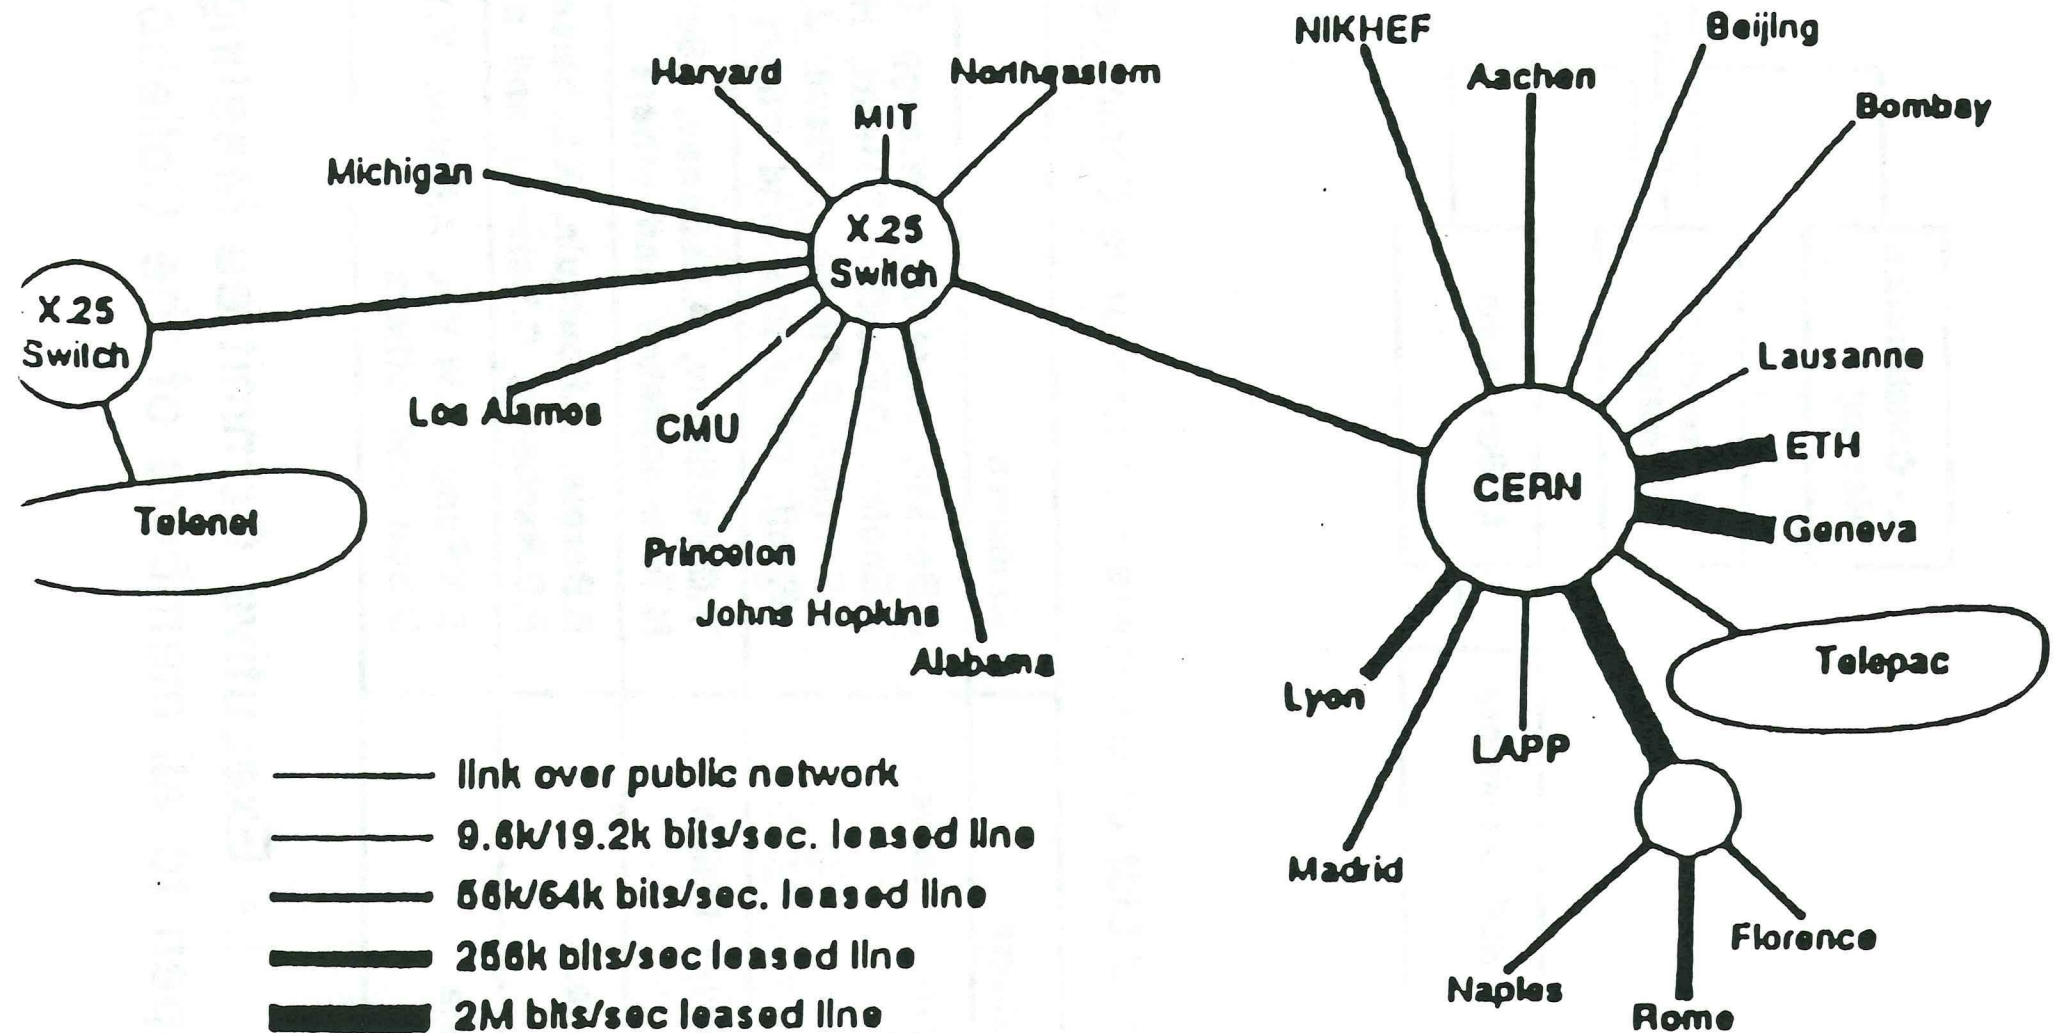 NIKHEF
Beijing
Harvard
Northeastern
Aachen
MIT
Bombay
Michigan
X.25
Switch
X.25
Switch
Lausanne
Los Alamos
CMU
ETH
CERN
Telenet
Geneva
Princeton
Johns Hopkins
Alabama
Telepac
Lyon
LAPP
link over public network
9.6k/19.2k bits/sec. leased line
Madrid
56k/64k bits/sec. leased line
Florence
256k bits/sec leased line
Naples
2M bits/sec leased line
Rome